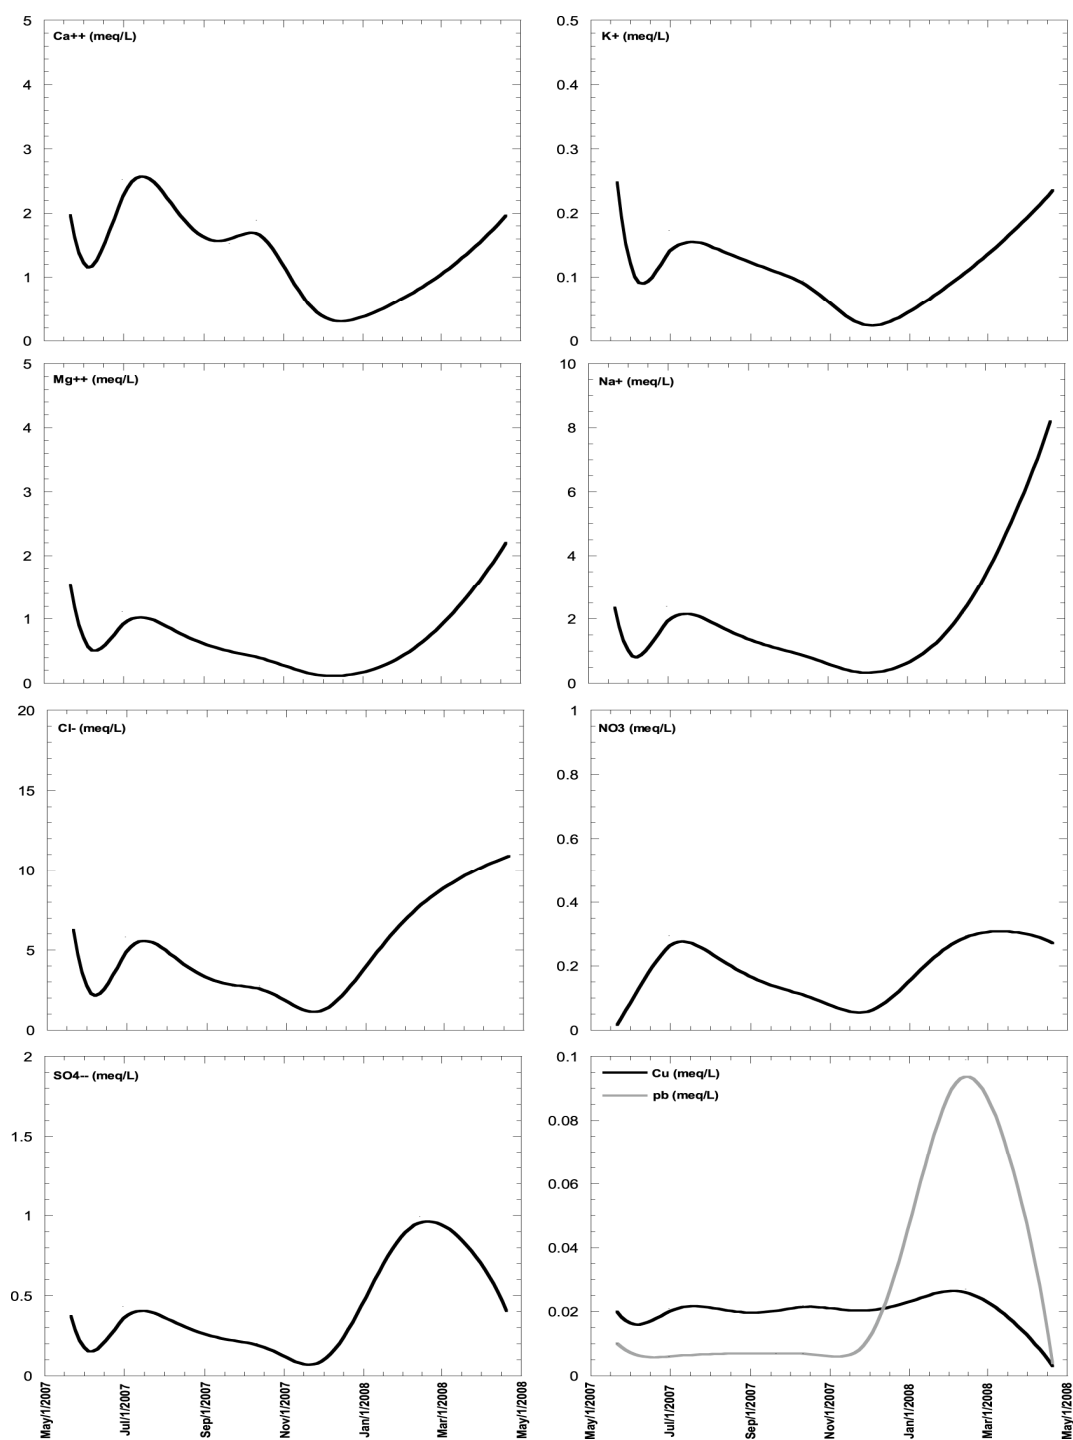 5
Ca++ (meq/L)
4
3
2
1
0
0.5
K+ (meq/L)
0.4
0.3
0.2
0.1
0
5
Mg++ (meq/L)
4
3
2
1
0
10
Na+ (meq/L)
8
6
4
2
0
20
Cl- (meq/L)
15
10
5
0
1
NO3 (meq/L)
0.8
0.6
0.4
0.2
0
2
SO4-- (meq/L)
1.5
1
0.5
0
May/1/2007
Jul/1/2007
Sep/1/2007
Nov/1/2007
Jan/1/2008
Mar/1/2008
May/1/2008
0.1
Cu (meq/L)
pb (meq/L)
0.08
0.06
0.04
0.02
0
May/1/2007
Jul/1/2007
Sep/1/2007
Nov/1/2007
Jan/1/2008
Mar/1/2008
May/1/2008